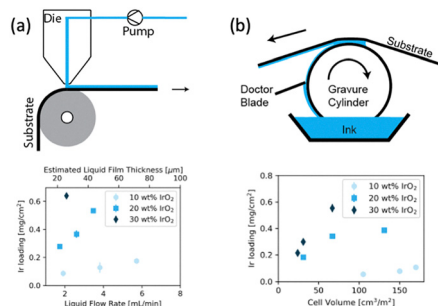 (a)
Die
Pump
Substrate
Estimated Liquid Film Thickness [μm]
20 40 60 80 100
10 wt% IrO₂
20 wt% IrO₂
30 wt% IrO₂
Ir loading [mg/cm²]
0.6
0.4
0.2
0.0
2 4 6 8
Liquid Flow Rate [mL/min]
(b)
Substrate
Doctor
Blade
Gravure
Cylinder
Ink
10 wt% IrO₂
20 wt% IrO₂
30 wt% IrO₂
Ir loading [mg/cm²]
0.8
0.6
0.4
0.2
0.0
0 50 100 150
Cell Volume [cm³/m²]